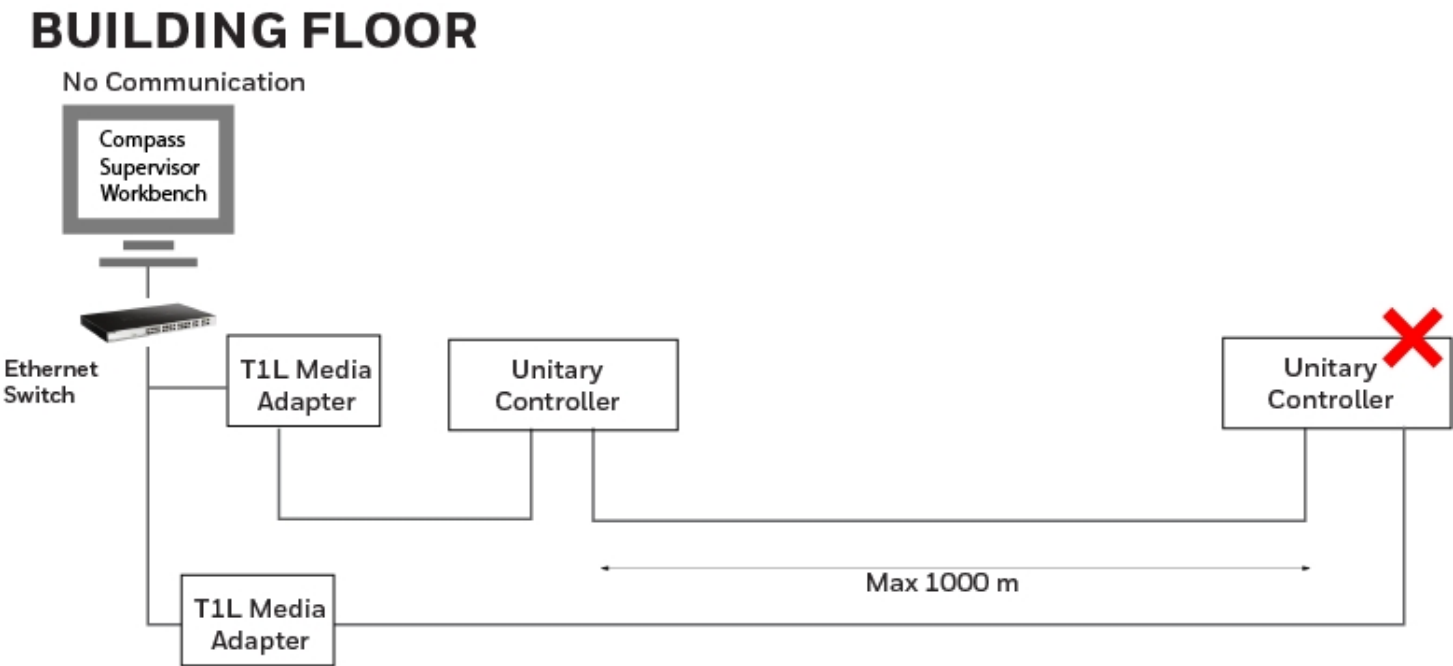 BUILDING FLOOR
No Communication
Compass
Supervisor
Workbench
Ethernet
Switch
T1L Media
Adapter
Unitary
Controller
Unitary
Controller
Max 1000 m
T1L Media
Adapter